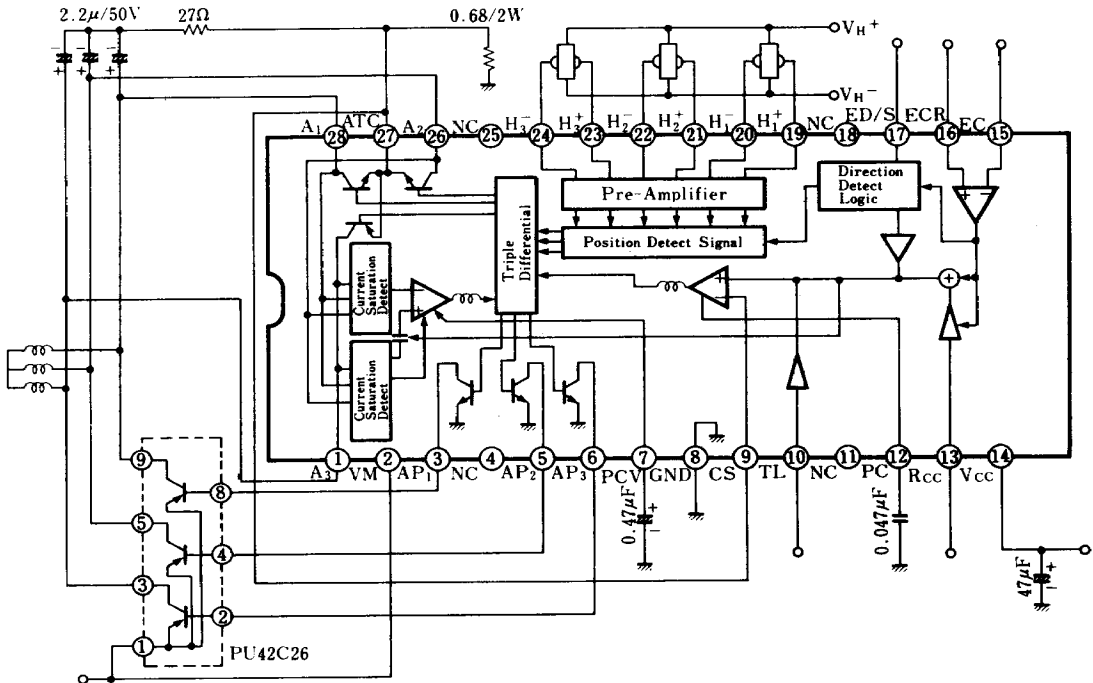 2.2μ/50V
27Ω
0.68/2W
VH+
VH-
A1
ATC
A2
NC
H3-
H3+
H2-
H2+
H1-
H1+
NC
ED/S
ECR
EC
28
27
26
25
24
23
22
21
20
19
18
17
16
15
Pre-Amplifier
Position Detect Signal
Direction
Detect
Logic
Triple
Differential
Current
Saturation
Detect
Current
Saturation
Detect
1
2
3
4
5
6
7
8
9
10
11
12
13
14
A3
VM
AP1
NC
AP2
AP3
PCV
GND
CS
TL
NC
PC
RCC
VCC
0.47μF
0.047μF
47μF
9
8
5
4
3
2
1
PU42C26